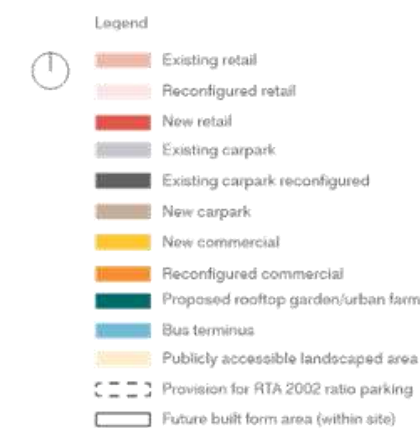 Legend
Existing retail
Reconfigured retail
New retail
Existing carpark
Existing carpark reconfigured
New carpark
New commercial
Reconfigured commercial
Proposed rooftop garden/urban farm
Bus terminus
Publicly accessible landscaped area
Provision for RTA 2002 ratio parking
Future built form area (within site)